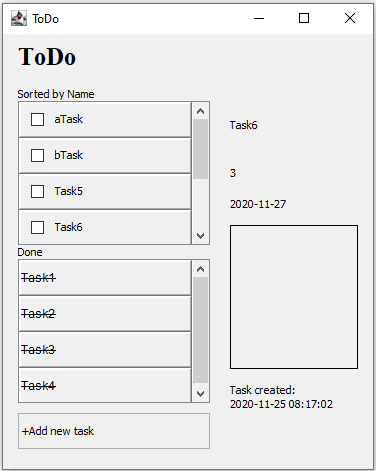 ToDo
ToDo
Sorted by Name
aTask
bTask
Task5
Task6
Done
Task1
Task2
Task3
Task4
+Add new task
Task6
3
2020-11-27
Task created:
2020-11-25 08:17:02